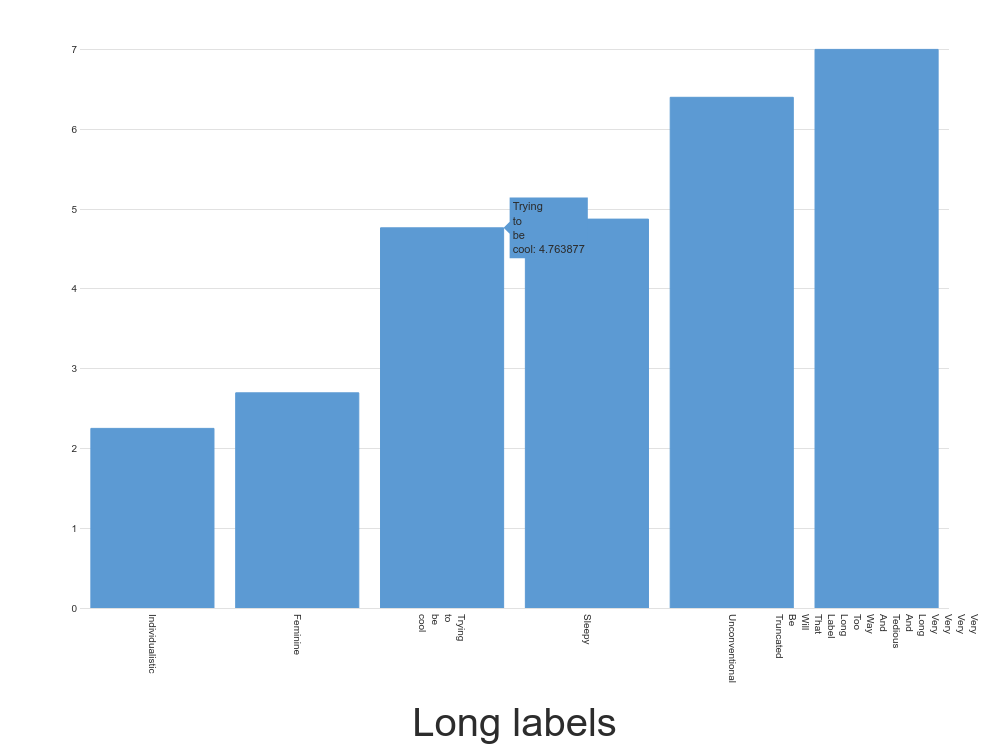 7
6
5
4
3
2
1
0
Trying
to
be
cool: 4.763877
Individualistic
Feminine
Trying
to
be
cool
Sleepy
Unconventional
Very
Very
Very
Very
Long
And
Tedious
And
Way
Too
Long
Label
That
Will
Be
Truncated
Long labels